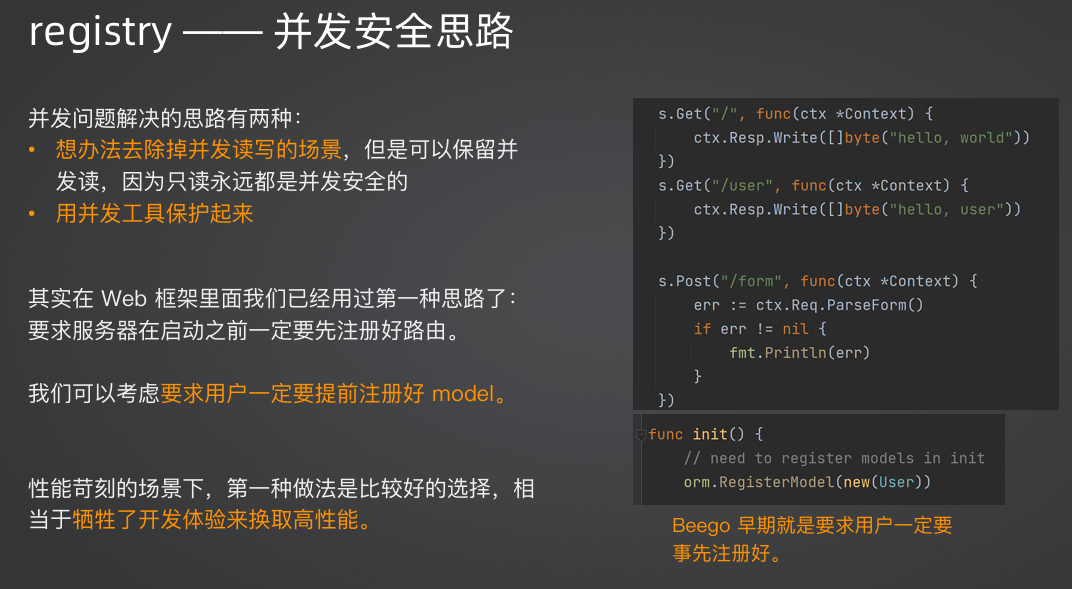 registry —— 并发安全思路
并发问题解决的思路有两种：
• 想办法去除掉并发读写的场景，但是可以保留并
发读，因为只读永远都是并发安全的
• 用并发工具保护起来
其实在 Web 框架里面我们已经用过第一种思路了：
要求服务器在启动之前一定要先注册好路由。
我们可以考虑要求用户一定要提前注册好 model。
性能苛刻的场景下，第一种做法是比较好的选择，相
当于牺牲了开发体验来换取高性能。
s.Get("/", func(ctx *Context) {
    ctx.Resp.Write([]byte("hello, world"))
})
s.Get("/user", func(ctx *Context) {
    ctx.Resp.Write([]byte("hello, user"))
})
s.Post("/form", func(ctx *Context) {
    err := ctx.Req.ParseForm()
    if err != nil {
        fmt.Println(err)
    }
})
func init() {
    // need to register models in init
    orm.RegisterModel(new(User))
Beego 早期就是要求用户一定要
事先注册好。